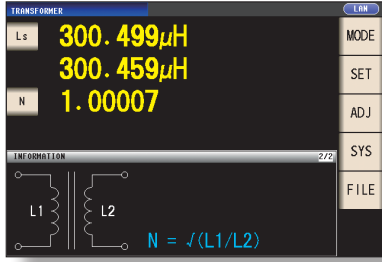 TRANSFORMER
LAN
Ls 300.499μH
300.459μH
N 1.00007
MODE
SET
ADJ
SYS
FILE
INFORMATION 2/2
L1 L2
N = √(L1/L2)